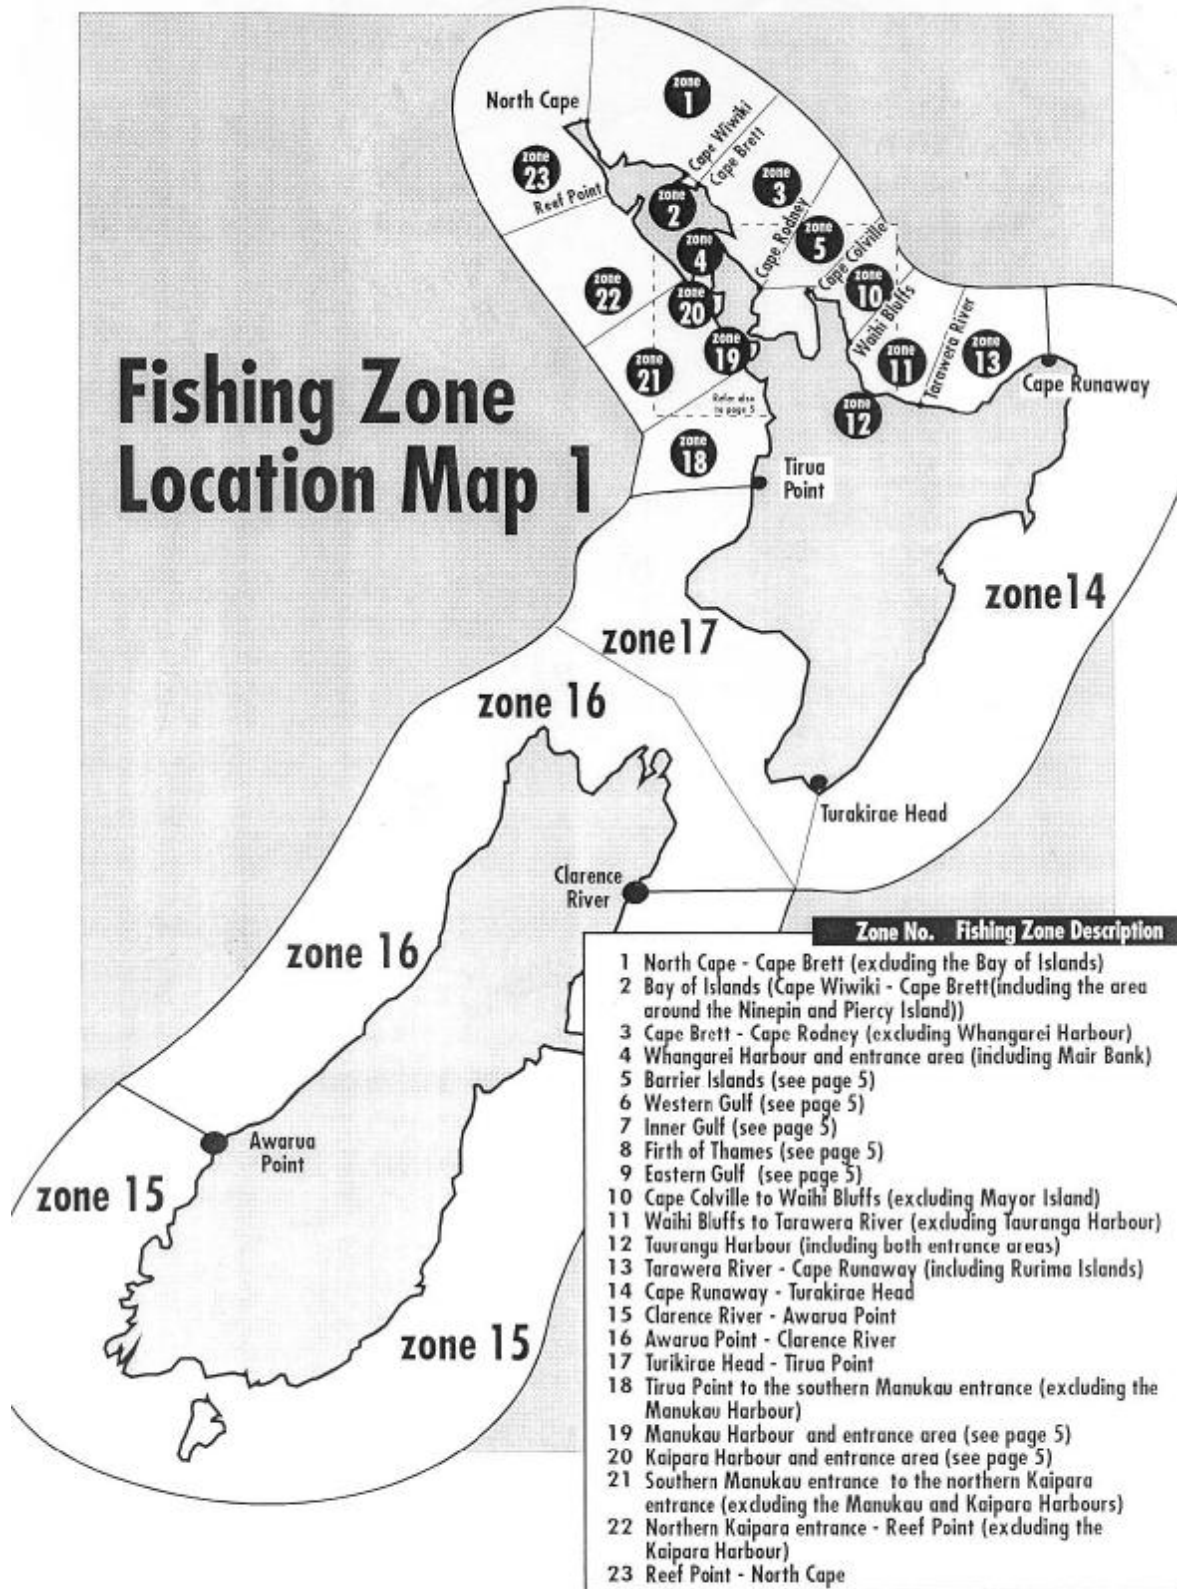 North Cape
zone
1
Cape Wiwiki
Cape Brett
zone
23
zone
3
Reef Point
zone
2
Cape Rodney
zone
5
Cape Colville
zone
4
zone
22
zone
20
zone
10
Waihi Bluffs
zone
19
zone
21
zone
11
Tarawera River
zone
13
Cape Runaway
Refer also
to page 5
zone
12
Fishing Zone
Location Map 1
zone
18
Tirua
Point
zone14
zone17
zone 16
Turakirae Head
Clarence
River
zone 16
Awarua
Point
zone 15
zone 15
Zone No. Fishing Zone Description
1 North Cape - Cape Brett (excluding the Bay of Islands)
2 Bay of Islands (Cape Wiwiki - Cape Brett(including the area
around the Ninepin and Piercy Island))
3 Cape Brett - Cape Rodney (excluding Whangarei Harbour)
4 Whangarei Harbour and entrance area (including Mair Bank)
5 Barrier Islands (see page 5)
6 Western Gulf (see page 5)
7 Inner Gulf (see page 5)
8 Firth of Thames (see page 5)
9 Eastern Gulf (see page 5)
10 Cape Colville to Waihi Bluffs (excluding Mayor Island)
11 Waihi Bluffs to Tarawera River (excluding Tauranga Harbour)
12 Tauranga Harbour (including both entrance areas)
13 Tarawera River - Cape Runaway (including Rurima Islands)
14 Cape Runaway - Turakirae Head
15 Clarence River - Awarua Point
16 Awarua Point - Clarence River
17 Turikirae Head - Tirua Point
18 Tirua Point to the southern Manukau entrance (excluding the
Manukau Harbour)
19 Manukau Harbour and entrance area (see page 5)
20 Kaipara Harbour and entrance area (see page 5)
21 Southern Manukau entrance to the northern Kaipara
entrance (excluding the Manukau and Kaipara Harbours)
22 Northern Kaipara entrance - Reef Point (excluding the
Kaipara Harbour)
23 Reef Point - North Cape